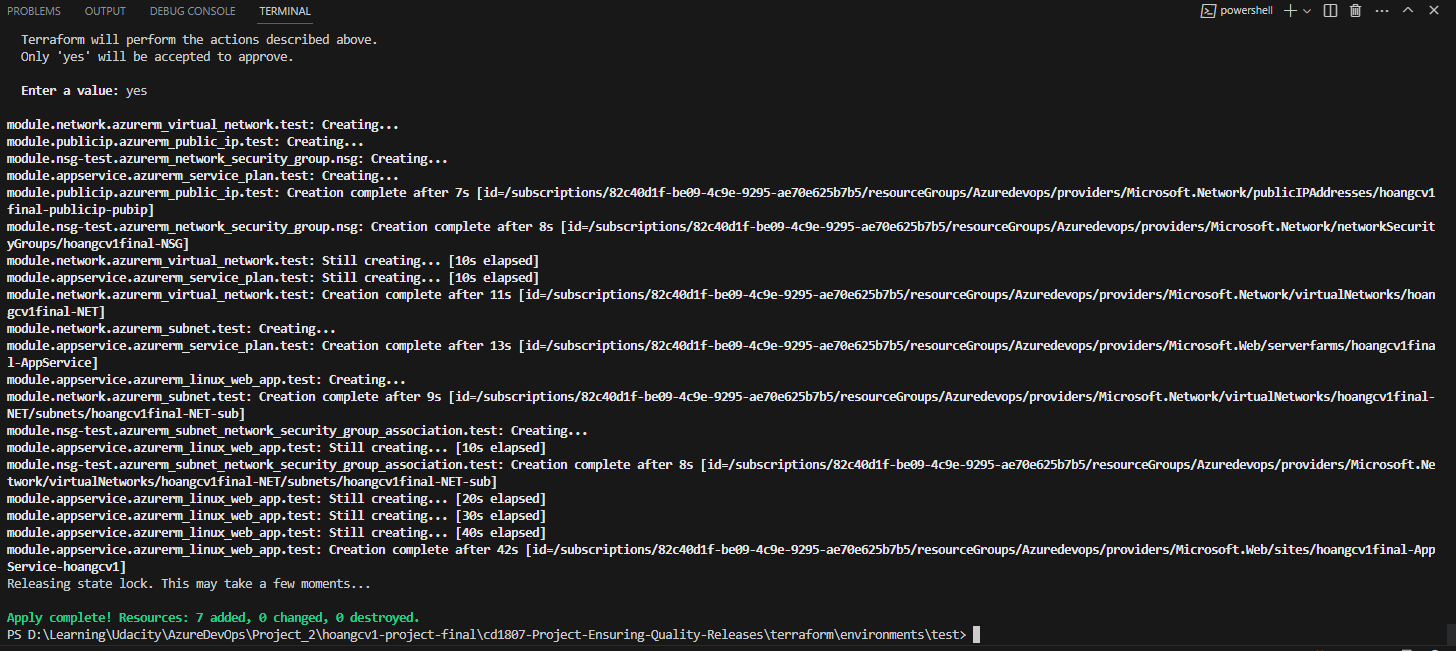 PROBLEMS OUTPUT DEBUG CONSOLE TERMINAL powershell
Terraform will perform the actions described above.
Only 'yes' will be accepted to approve.
Enter a value: yes
module.network.azurerm_virtual_network.test: Creating...
module.publicip.azurerm_public_ip.test: Creating...
module.nsg-test.azurerm_network_security_group.nsg: Creating...
module.appservice.azurerm_service_plan.test: Creating...
module.publicip.azurerm_public_ip.test: Creation complete after 7s [id=/subscriptions/82c40d1f-be09-4c9e-9295-ae70e625b7b5/resourceGroups/Azuredevops/providers/Microsoft.Network/publicIPAddresses/hoangcv1
final-publicip-pubip]
module.nsg-test.azurerm_network_security_group.nsg: Creation complete after 8s [id=/subscriptions/82c40d1f-be09-4c9e-9295-ae70e625b7b5/resourceGroups/Azuredevops/providers/Microsoft.Network/networkSecurit
yGroups/hoangcv1final-NSG]
module.network.azurerm_virtual_network.test: Still creating... [10s elapsed]
module.appservice.azurerm_service_plan.test: Still creating... [10s elapsed]
module.network.azurerm_virtual_network.test: Creation complete after 11s [id=/subscriptions/82c40d1f-be09-4c9e-9295-ae70e625b7b5/resourceGroups/Azuredevops/providers/Microsoft.Network/virtualNetworks/hoan
gcv1final-NET]
module.network.azurerm_subnet.test: Creating...
module.appservice.azurerm_service_plan.test: Creation complete after 13s [id=/subscriptions/82c40d1f-be09-4c9e-9295-ae70e625b7b5/resourceGroups/Azuredevops/providers/Microsoft.Web/serverfarms/hoangcv1fina
l-AppService]
module.appservice.azurerm_linux_web_app.test: Creating...
module.network.azurerm_subnet.test: Creation complete after 9s [id=/subscriptions/82c40d1f-be09-4c9e-9295-ae70e625b7b5/resourceGroups/Azuredevops/providers/Microsoft.Network/virtualNetworks/hoangcv1final-
NET/subnets/hoangcv1final-NET-sub]
module.nsg-test.azurerm_subnet_network_security_group_association.test: Creating...
module.appservice.azurerm_linux_web_app.test: Still creating... [10s elapsed]
module.nsg-test.azurerm_subnet_network_security_group_association.test: Creation complete after 8s [id=/subscriptions/82c40d1f-be09-4c9e-9295-ae70e625b7b5/resourceGroups/Azuredevops/providers/Microsoft.Ne
twork/virtualNetworks/hoangcv1final-NET/subnets/hoangcv1final-NET-sub]
module.appservice.azurerm_linux_web_app.test: Still creating... [20s elapsed]
module.appservice.azurerm_linux_web_app.test: Still creating... [30s elapsed]
module.appservice.azurerm_linux_web_app.test: Still creating... [40s elapsed]
module.appservice.azurerm_linux_web_app.test: Creation complete after 42s [id=/subscriptions/82c40d1f-be09-4c9e-9295-ae70e625b7b5/resourceGroups/Azuredevops/providers/Microsoft.Web/sites/hoangcv1final-App
Service-hoangcv1]
Releasing state lock. This may take a few moments...
Apply complete! Resources: 7 added, 0 changed, 0 destroyed.
PS D:\Learning\Udacity\AzureDevOps\Project_2\hoangcv1-project-final\cd1807-Project-Ensuring-Quality-Releases\terraform\environments\test>